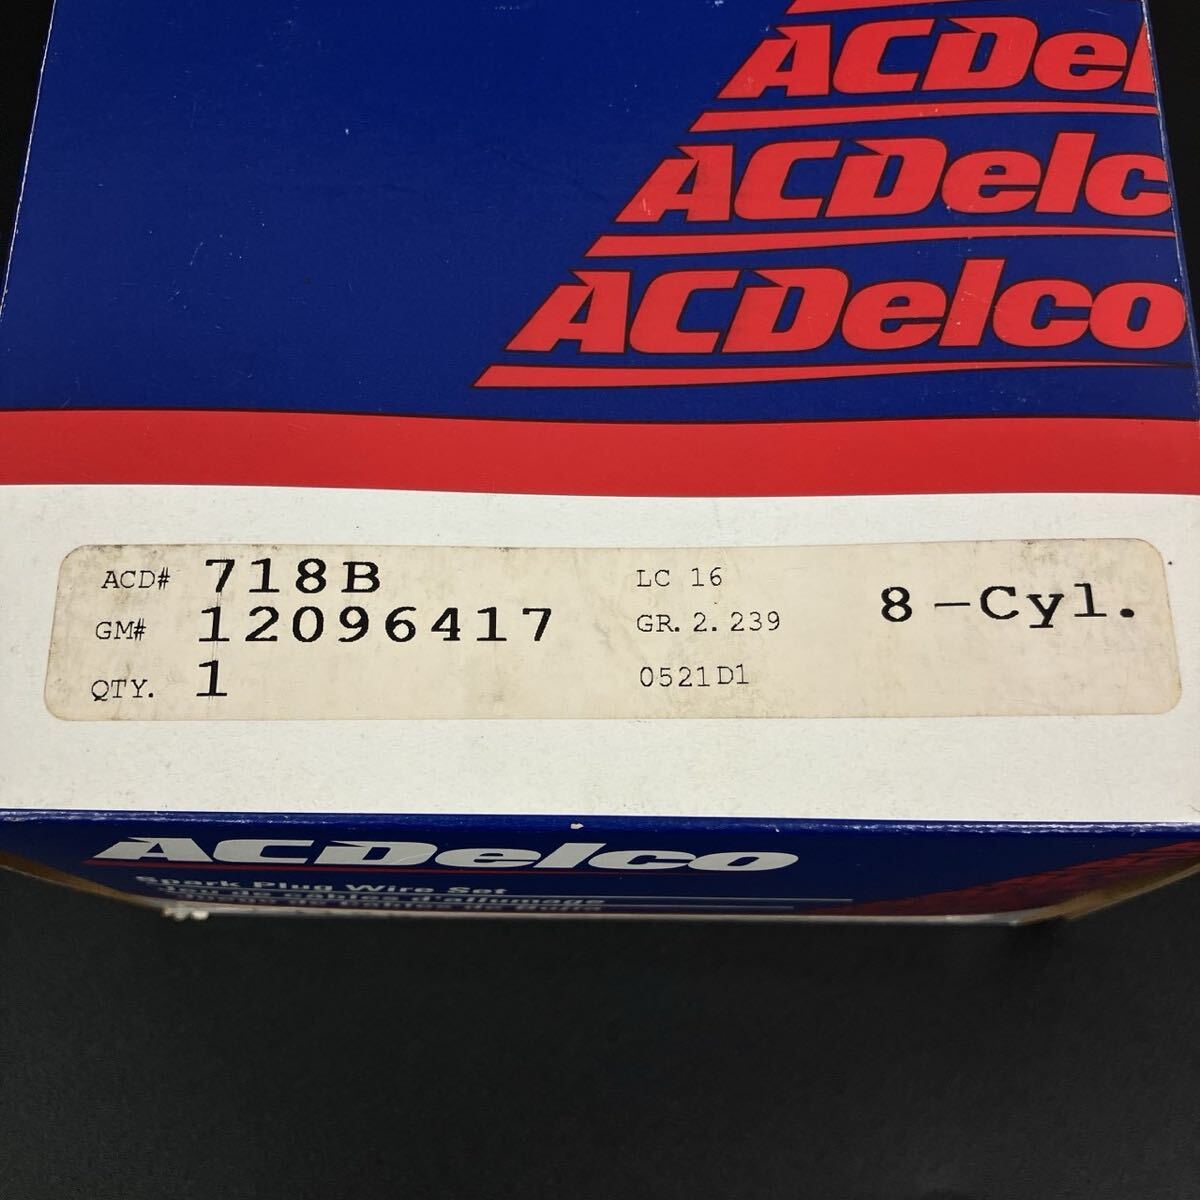 ACDel
ACDelc
ACDelco
ACD# 718B
GM# 12096417
QTY. 1
LC 16
GR. 2. 239
0521D1
8-Cyl.
ACDelco
Spark Plug Wire Set
d'allumage